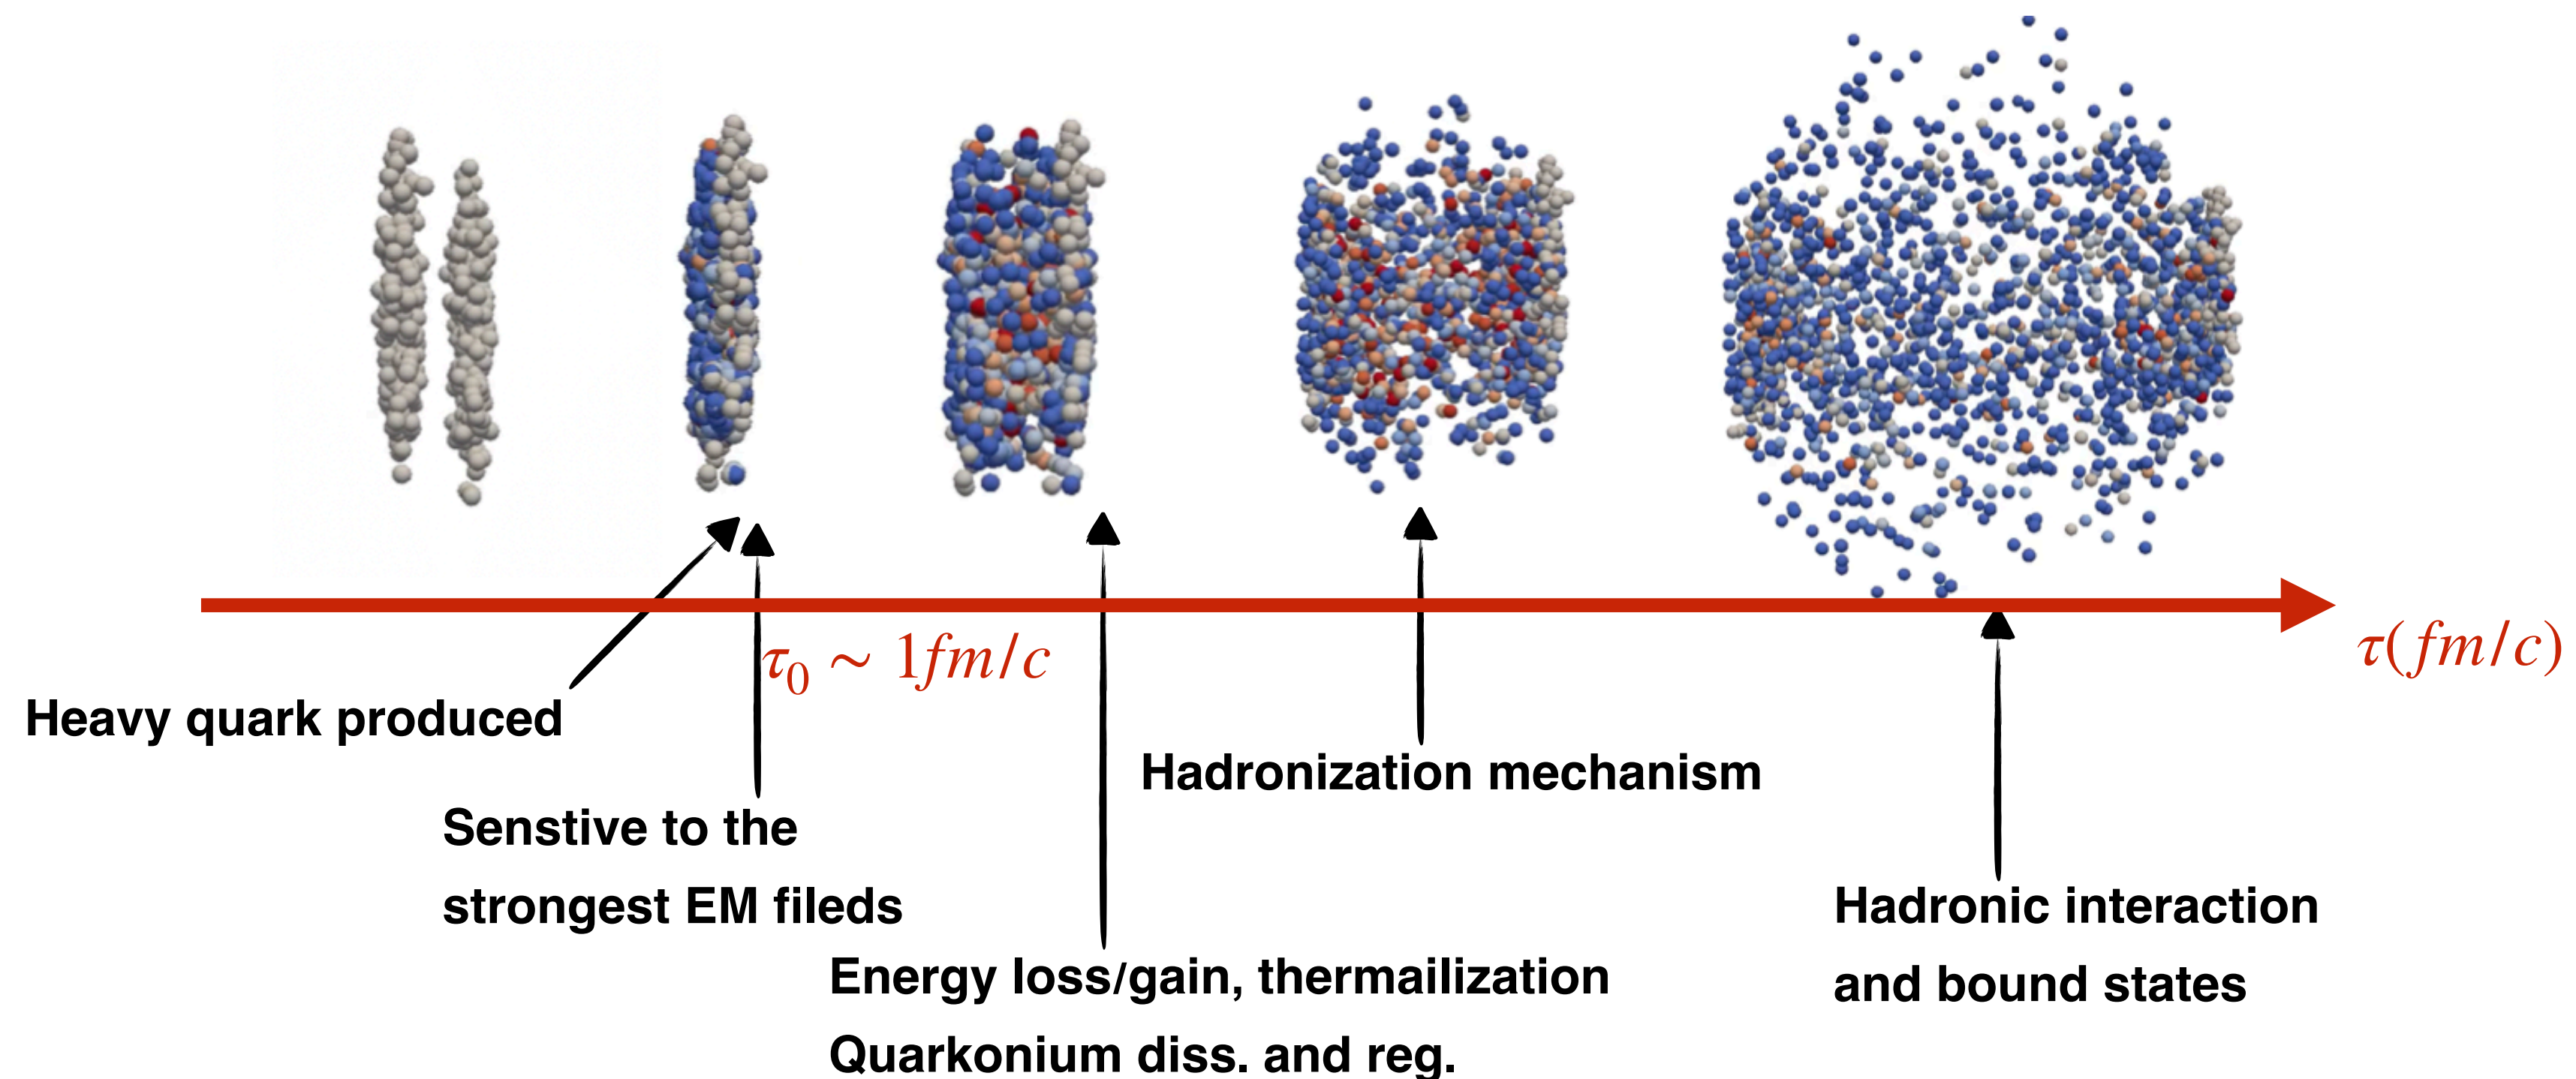 τ₀ ~ 1fm/c
τ(fm/c)
Heavy quark produced
Senstive to the
strongest EM fileds
Energy loss/gain, thermailization
Quarkonium diss. and reg.
Hadronization mechanism
Hadronic interaction
and bound states